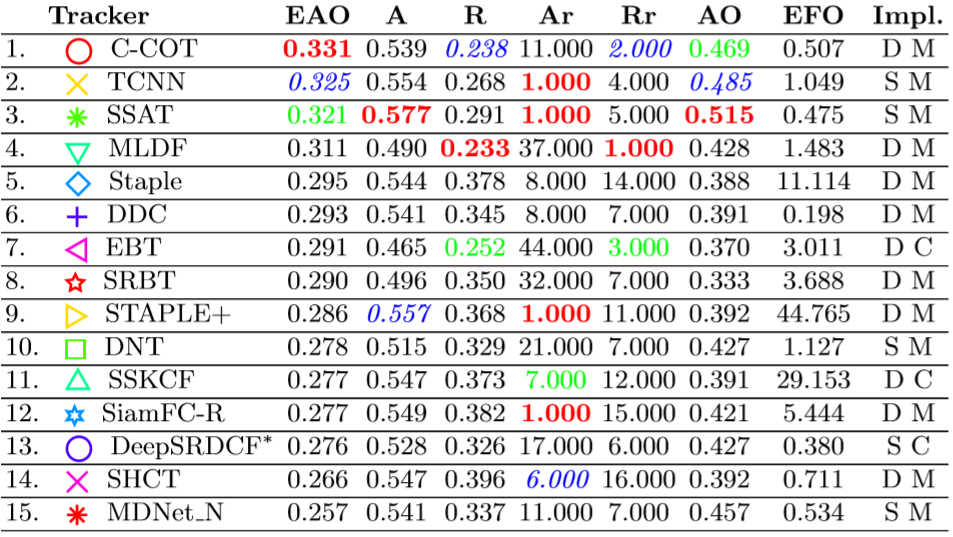 Tracker EAO A R Ar Rr AO EFO Impl.
1. C-COT 0.331 0.539 0.238 11.000 2.000 0.469 0.507 D M
2. TCNN 0.325 0.554 0.268 1.000 4.000 0.485 1.049 S M
3. SSAT 0.321 0.577 0.291 1.000 5.000 0.515 0.475 S M
4. MLDF 0.311 0.490 0.233 37.000 1.000 0.428 1.483 D M
5. Staple 0.295 0.544 0.378 8.000 14.000 0.388 11.114 D M
6. DDC 0.293 0.541 0.345 8.000 7.000 0.391 0.198 D M
7. EBT 0.291 0.465 0.252 44.000 3.000 0.370 3.011 D C
8. SRBT 0.290 0.496 0.350 32.000 7.000 0.333 3.688 D M
9. STAPLE+ 0.286 0.557 0.368 1.000 11.000 0.392 44.765 D M
10. DNT 0.278 0.515 0.329 21.000 7.000 0.427 1.127 S M
11. SSKCF 0.277 0.547 0.373 7.000 12.000 0.391 29.153 D C
12. SiamFC-R 0.277 0.549 0.382 1.000 15.000 0.421 5.444 D M
13. DeepSRDCF* 0.276 0.528 0.326 17.000 6.000 0.427 0.380 S C
14. SHCT 0.266 0.547 0.396 6.000 16.000 0.392 0.711 D M
15. MDNet_N 0.257 0.541 0.337 11.000 7.000 0.457 0.534 S M